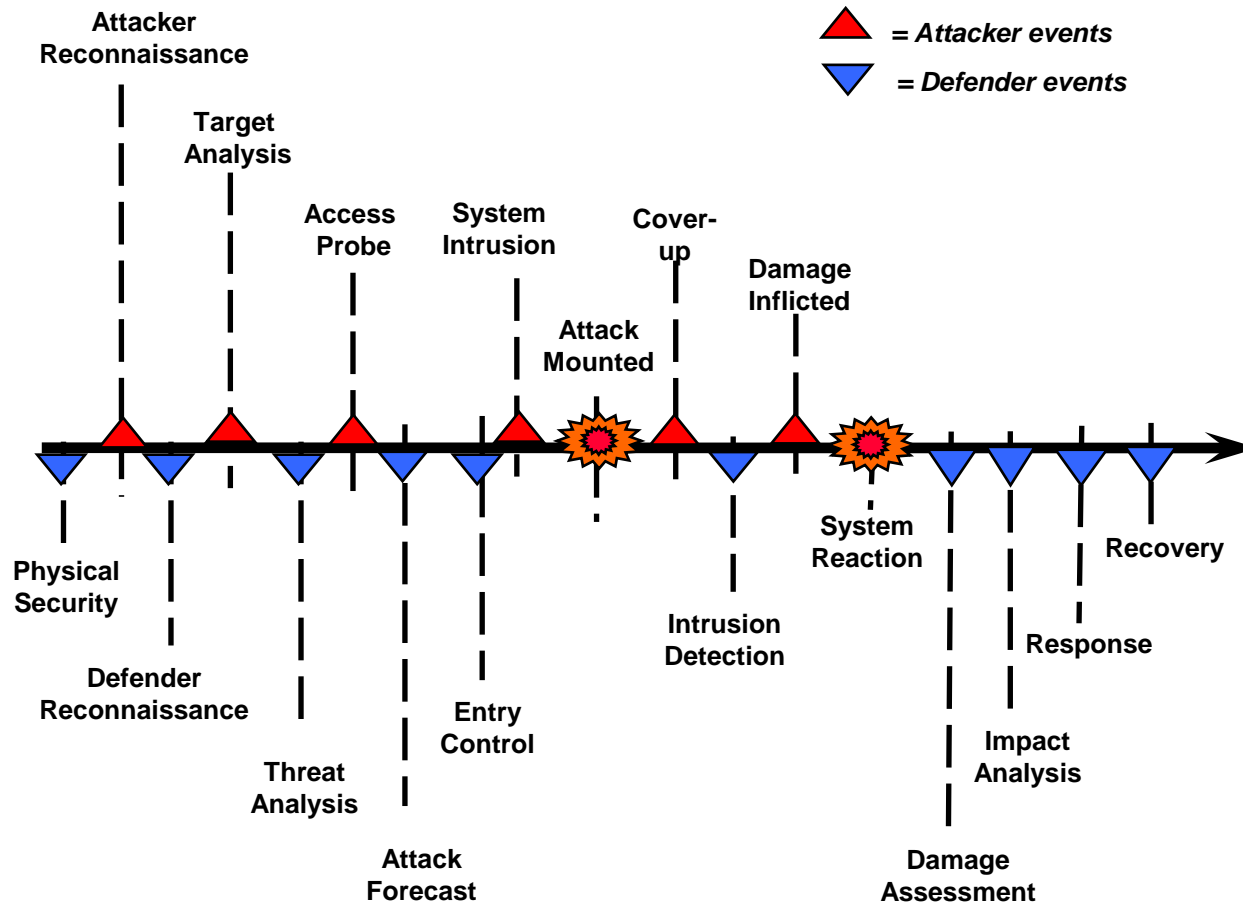 Attacker
Reconnaissance
= Attacker events
= Defender events
Target
Analysis
Access
Probe
System
Intrusion
Cover-
up
Damage
Inflicted
Attack
Mounted
Physical
Security
Defender
Reconnaissance
Threat
Analysis
Attack
Forecast
Entry
Control
Intrusion
Detection
System
Reaction
Damage
Assessment
Impact
Analysis
Response
Recovery